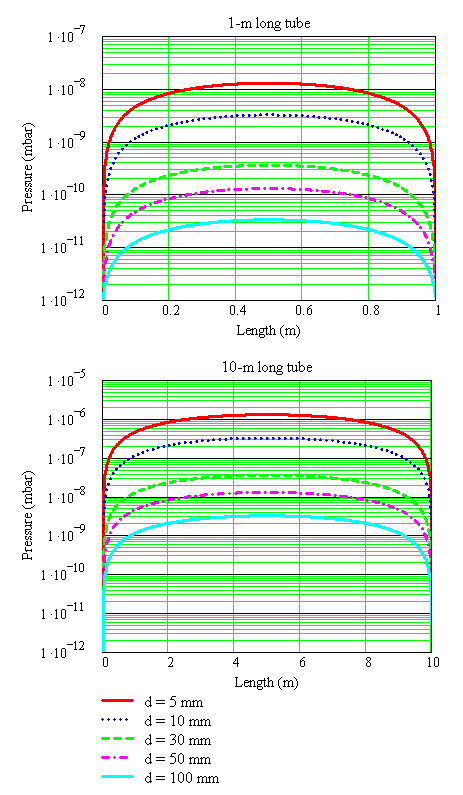 1-m long tube
1·10⁻⁷
1·10⁻⁸
1·10⁻⁹
1·10⁻¹⁰
1·10⁻¹¹
1·10⁻¹²
Pressure (mbar)
0 0.2 0.4 0.6 0.8 1
Length (m)
10-m long tube
1·10⁻⁵
1·10⁻⁶
1·10⁻⁷
1·10⁻⁸
1·10⁻⁹
1·10⁻¹⁰
1·10⁻¹¹
1·10⁻¹²
Pressure (mbar)
0 2 4 6 8 10
Length (m)
d = 5 mm
d = 10 mm
d = 30 mm
d = 50 mm
d = 100 mm